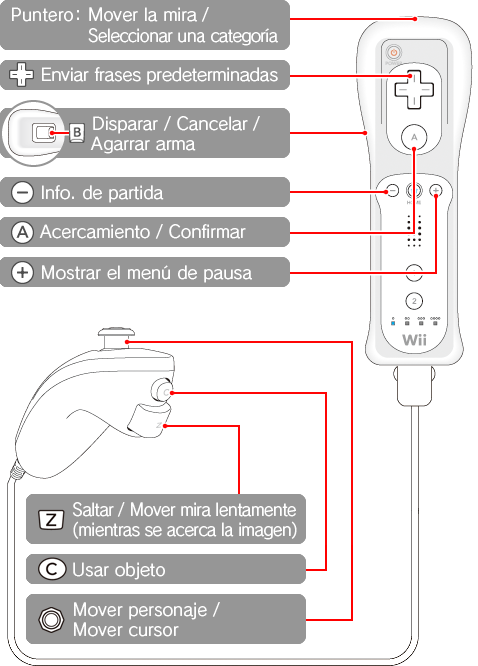 Puntero: Mover la mira /
Seleccionar una categoría
Enviar frases predeterminadas
B Disparar / Cancelar /
Agarrar arma
− Info. de partida
A Acercamiento / Confirmar
+ Mostrar el menú de pausa
POWER
A
− HOME +
2
Wii
C
Z
Z Saltar / Mover mira lentamente
(mientras se acerca la imagen)
C Usar objeto
Mover personaje /
Mover cursor